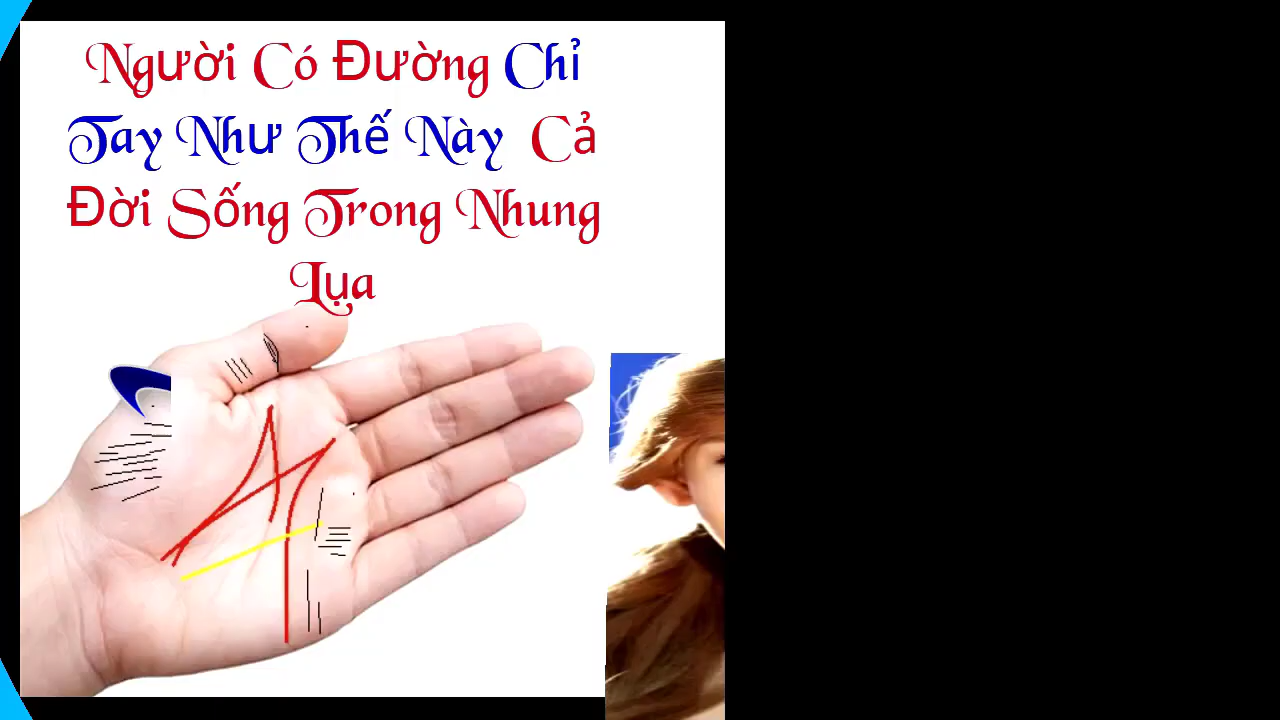 Người Có Đường Chỉ
Tay Như Thế Này Cả
Đời Sống Trong Nhung
Lụa